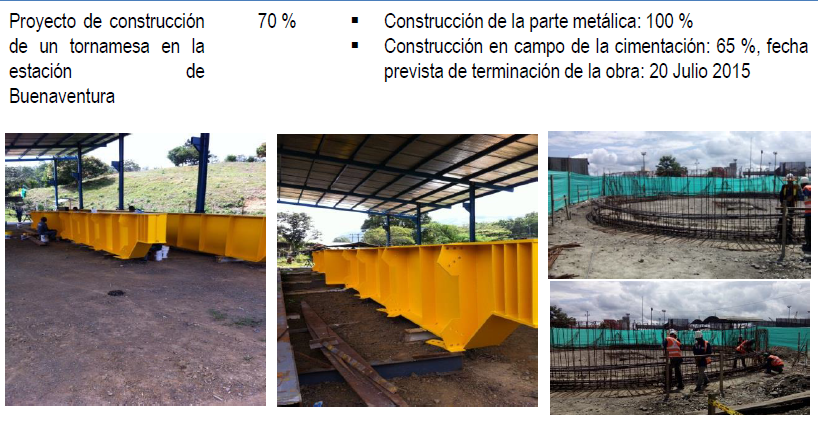 Proyecto de construcción
de un tornamesa en la
estación de
Buenaventura
70 %
▪ Construcción de la parte metálica: 100 %
▪ Construcción en campo de la cimentación: 65 %, fecha
prevista de terminación de la obra: 20 Julio 2015